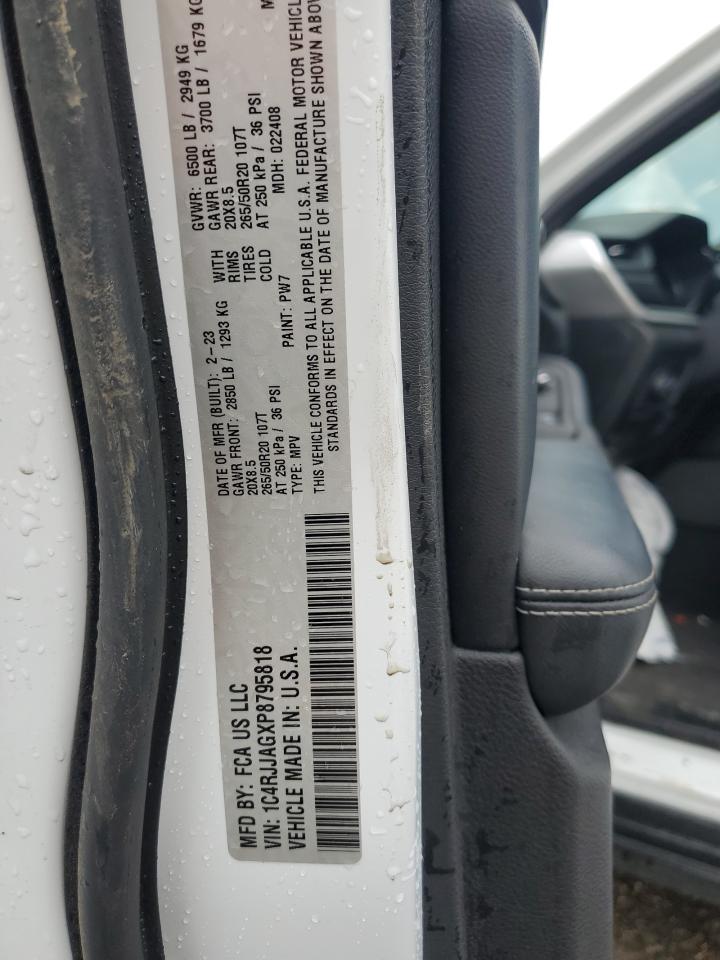 MFD BY: FCA US LLC
VIN: 1C4RJJAGXP8795818
VEHICLE MADE IN: U.S.A.
DATE OF MFR (BUILT): 2-23 GVWR: 6500 LB / 2949 KG
GAWR FRONT: 2850 LB / 1293 KG WITH GAWR REAR: 3700 LB / 1679 KG
20X8.5 RIMS 20X8.5
265/50R20 107T TIRES 265/50R20 107T
AT 250 kPa / 36 PSI COLD AT 250 kPa / 36 PSI
TYPE: MPV PAINT: PW7 MDH: 022408 M
THIS VEHICLE CONFORMS TO ALL APPLICABLE U.S.A. FEDERAL MOTOR VEHICL
STANDARDS IN EFFECT ON THE DATE OF MANUFACTURE SHOWN ABOV